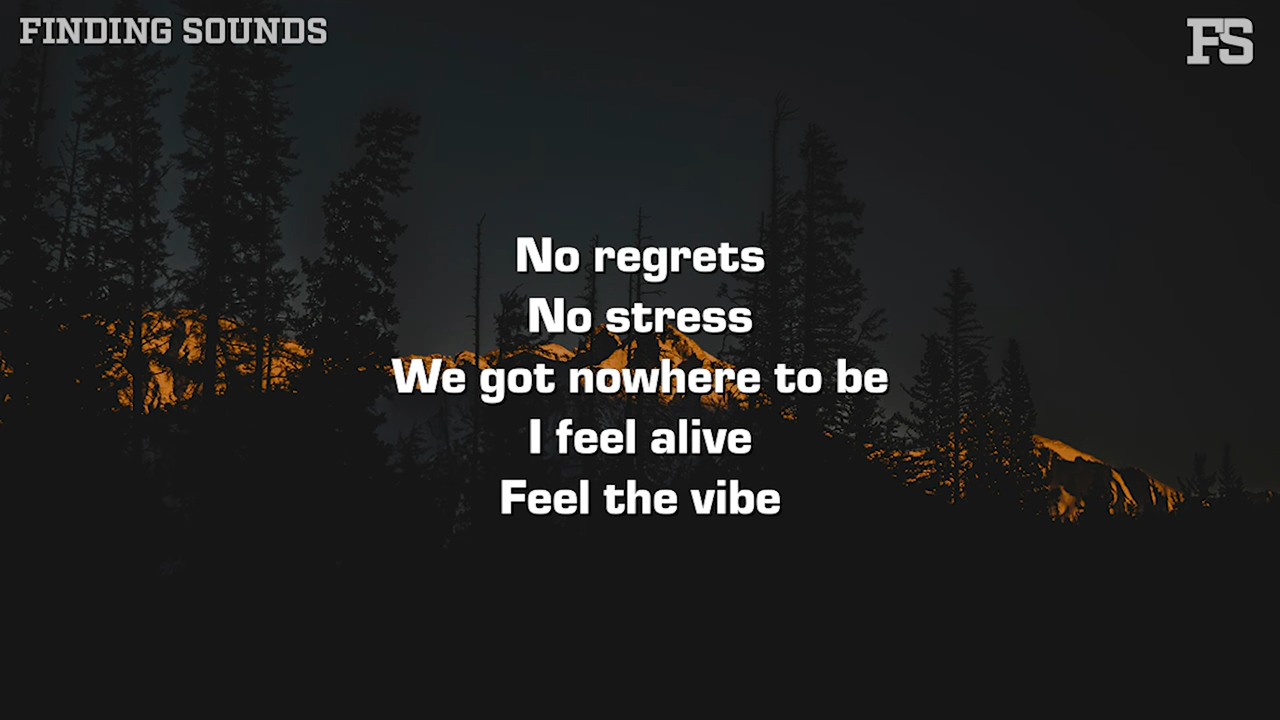 FINDING SOUNDS
FS
No regrets
No stress
We got nowhere to be
I feel alive
Feel the vibe